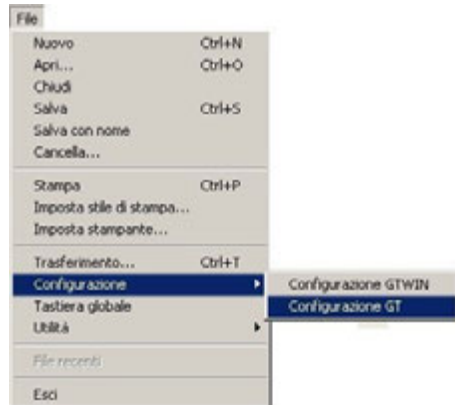 File
Nuovo Ctrl+N
Apri... Ctrl+O
Chiudi
Salva Ctrl+S
Salva con nome
Cancella...
Stampa Ctrl+P
Imposta stile di stampa...
Imposta stampante...
Trasferimento... Ctrl+T
Configurazione
Configurazione GTWIN
Configurazione GT
Tastiera globale
Utilità
File recenti
Esci